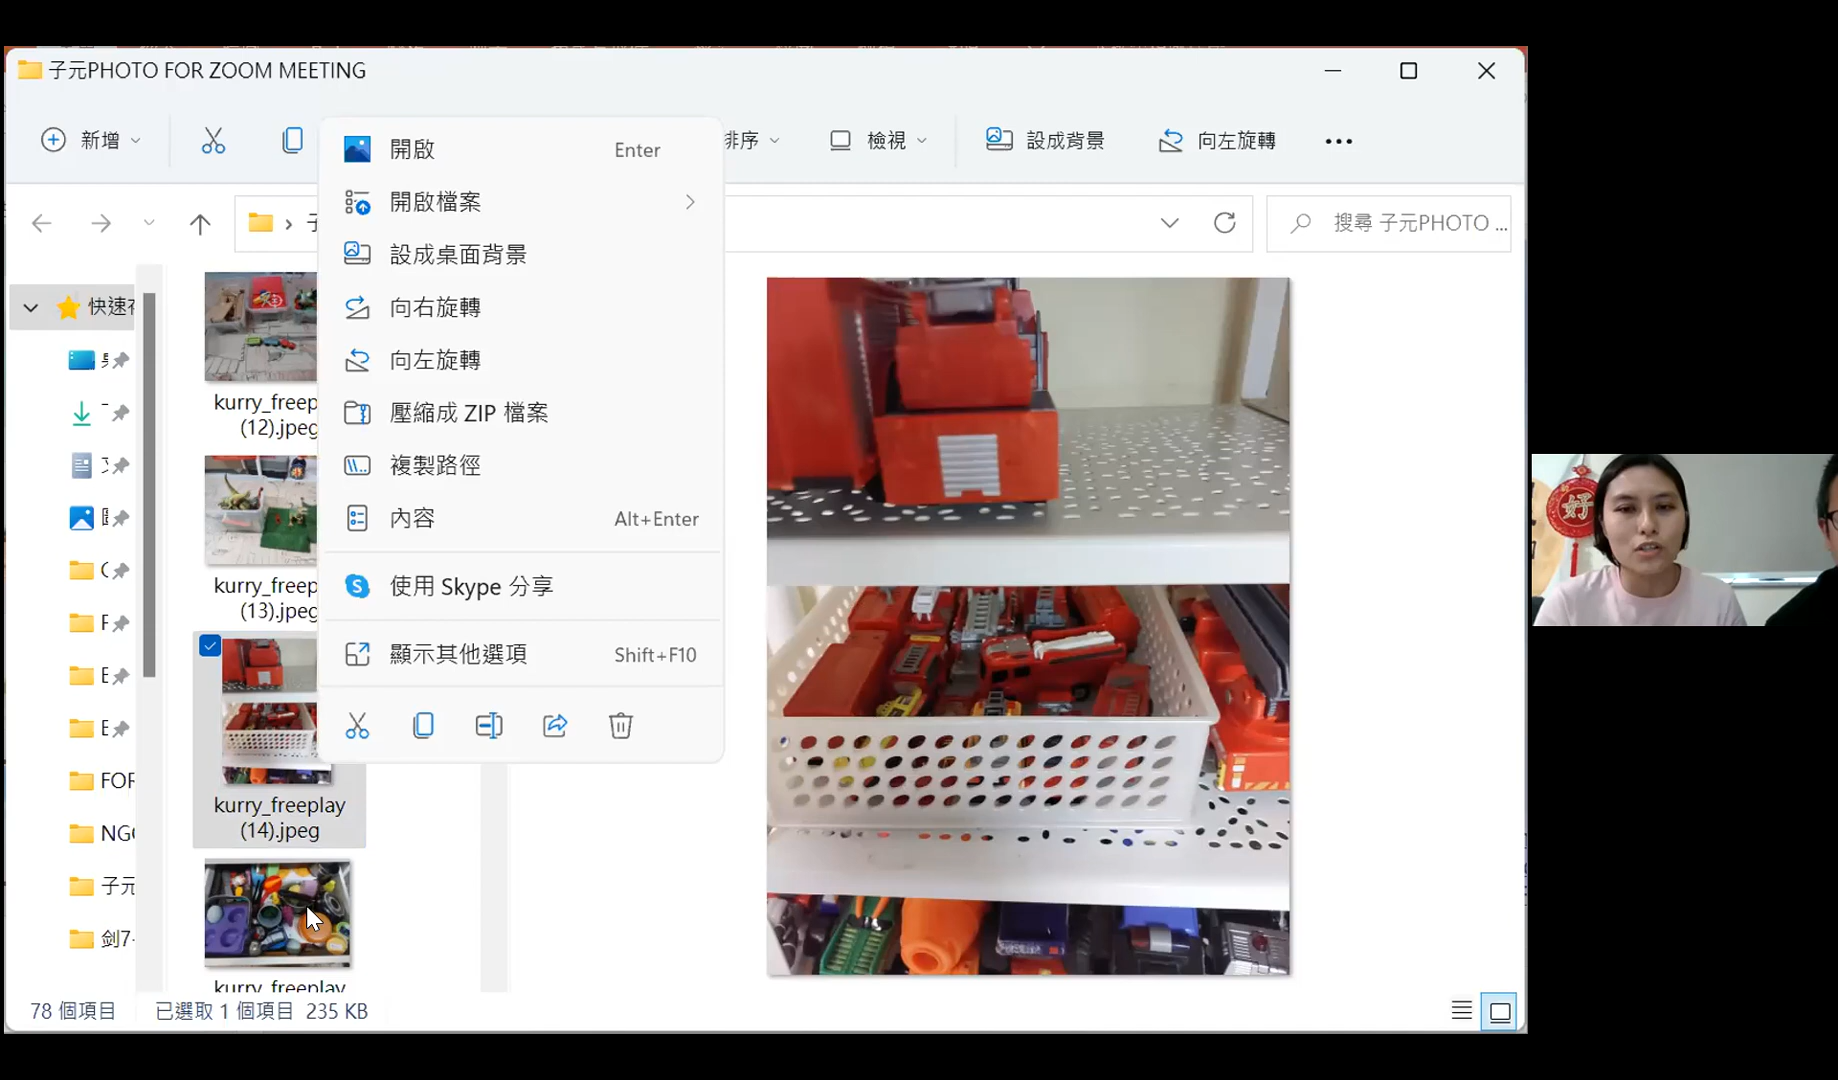 子元PHOTO FOR ZOOM MEETING
新增
排序
檢視
設成背景
向左旋轉
搜尋 子元PHOTO ...
開啟 Enter
開啟檔案
設成桌面背景
向右旋轉
向左旋轉
壓縮成 ZIP 檔案
複製路徑
內容 Alt+Enter
使用 Skype 分享
顯示其他選項 Shift+F10
快速
FOR
子元
kurry_freep
(12).jpeg
kurry_freep
(13).jpeg
kurry_freeplay
(14).jpeg
kurry_freeplay
78 個項目 已選取 1 個項目 235 KB
好